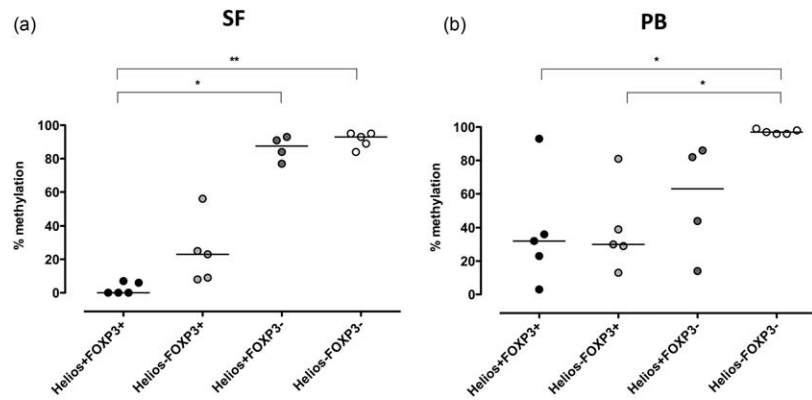 (a)
SF
**
*
% methylation
100
80
60
40
20
0
Helios+FOXP3+
Helios-FOXP3+
Helios+FOXP3-
Helios-FOXP3-
(b)
PB
*
*
% methylation
100
80
60
40
20
0
Helios+FOXP3+
Helios-FOXP3+
Helios+FOXP3-
Helios-FOXP3-